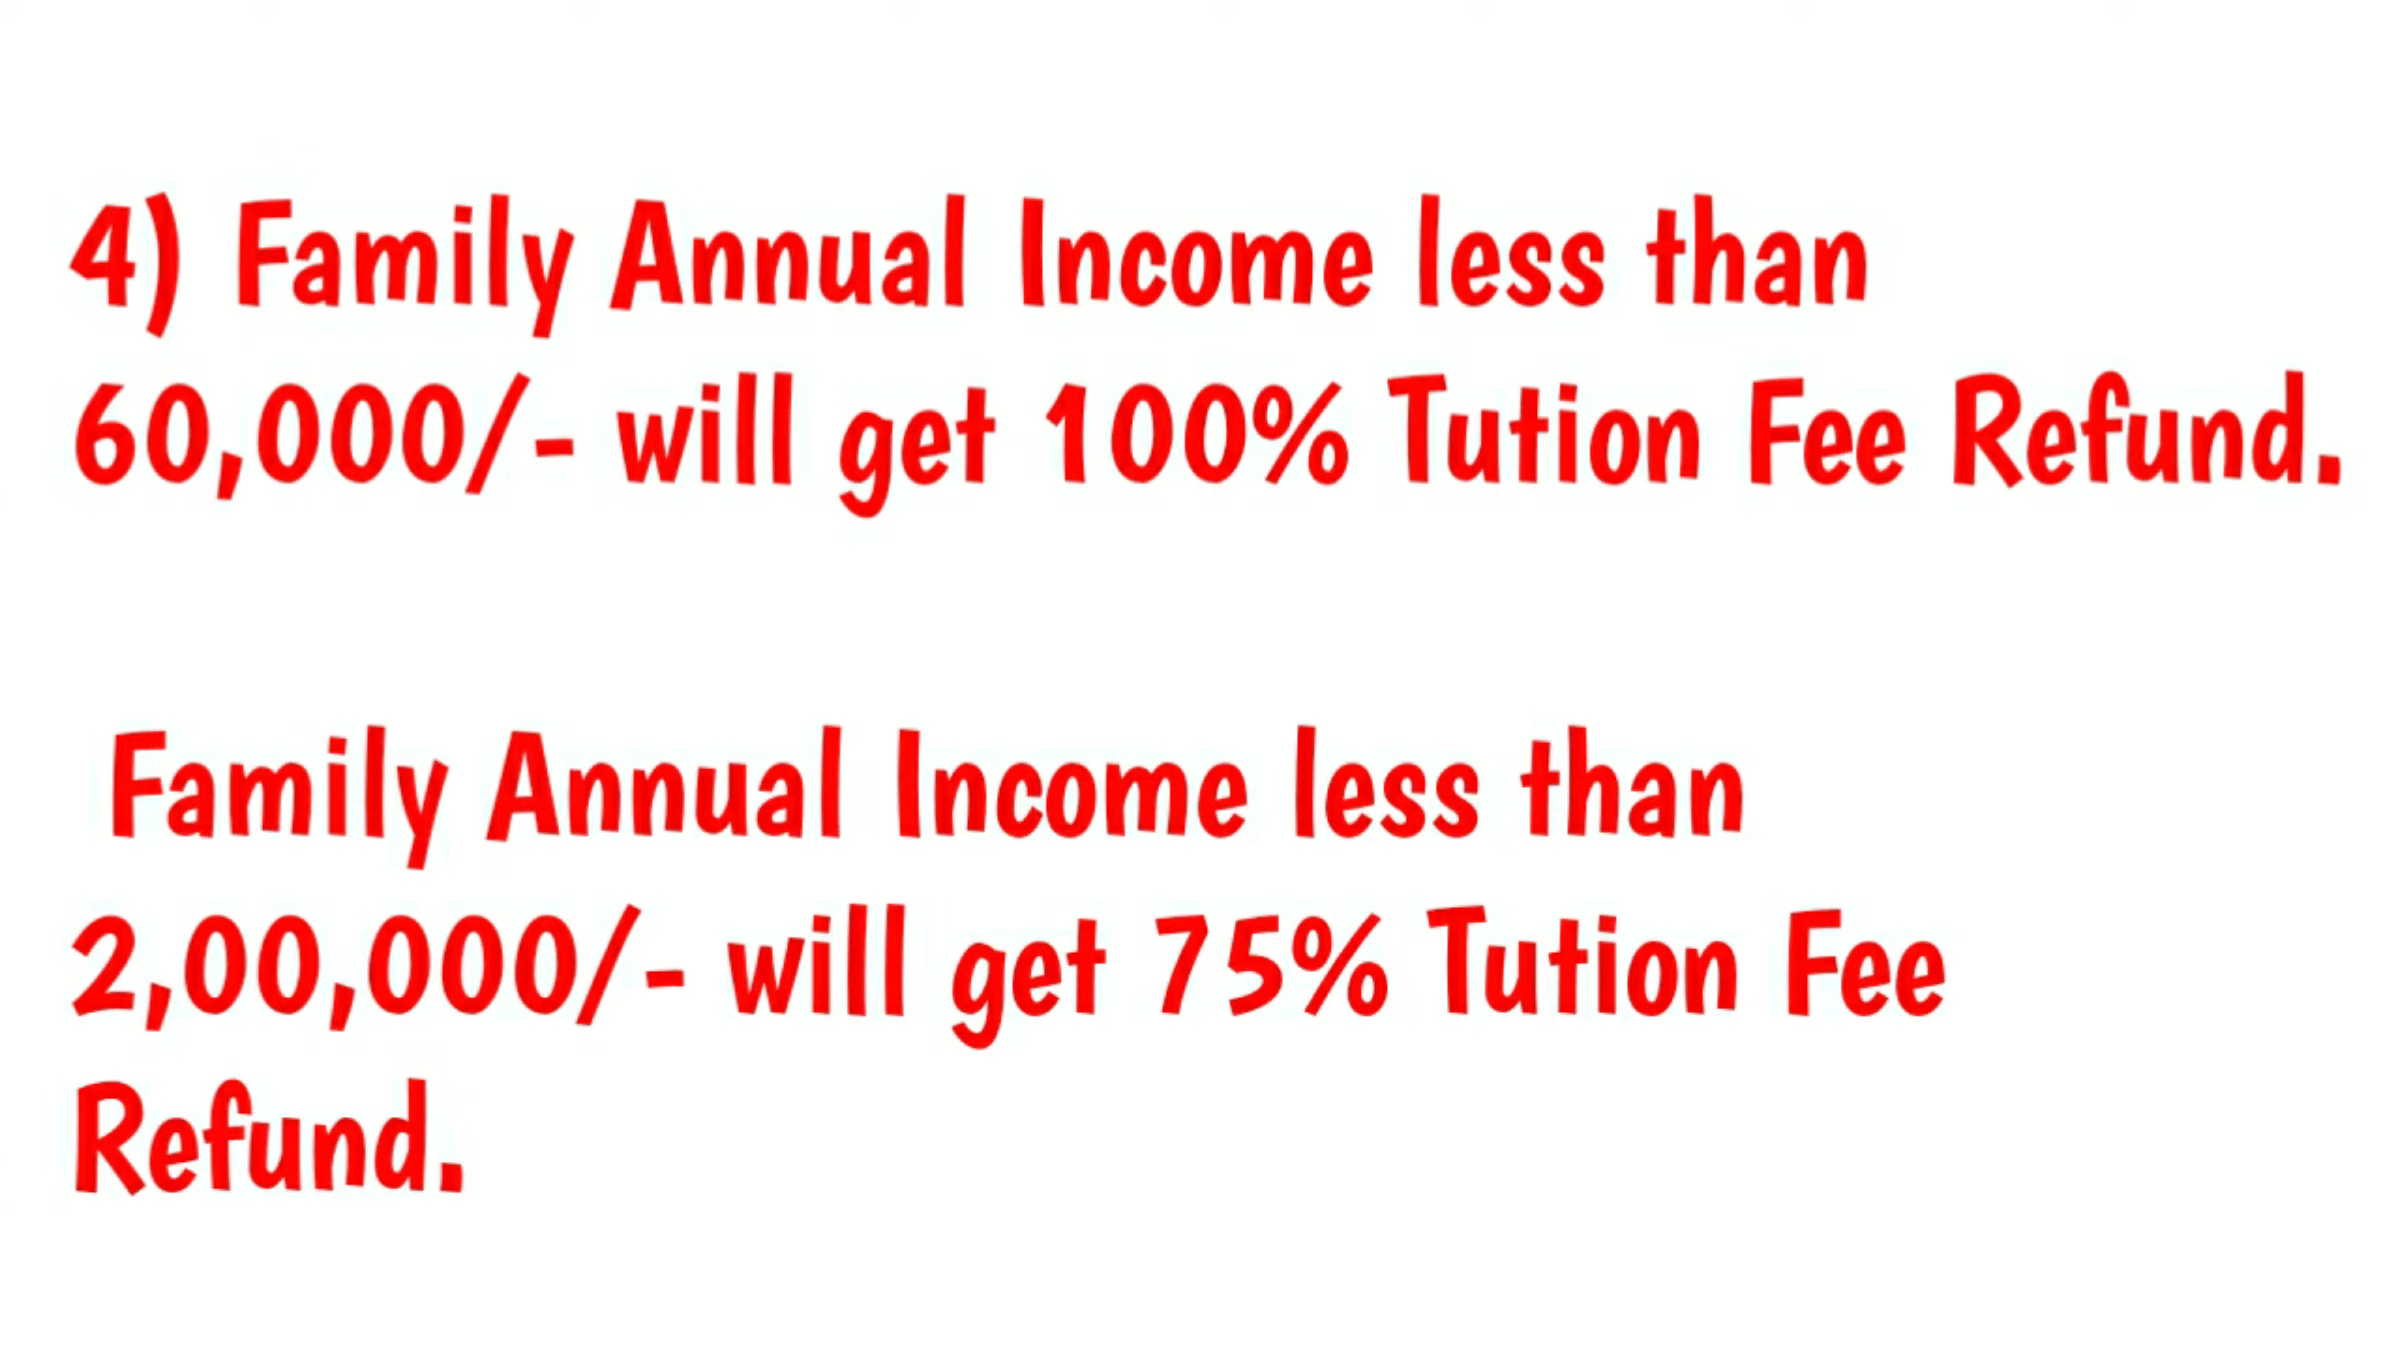 4) Family Annual Income less than
60,000/- will get 100% Tution Fee Refund.
Family Annual Income less than
2,00,000/- will get 75% Tution Fee
Refund.